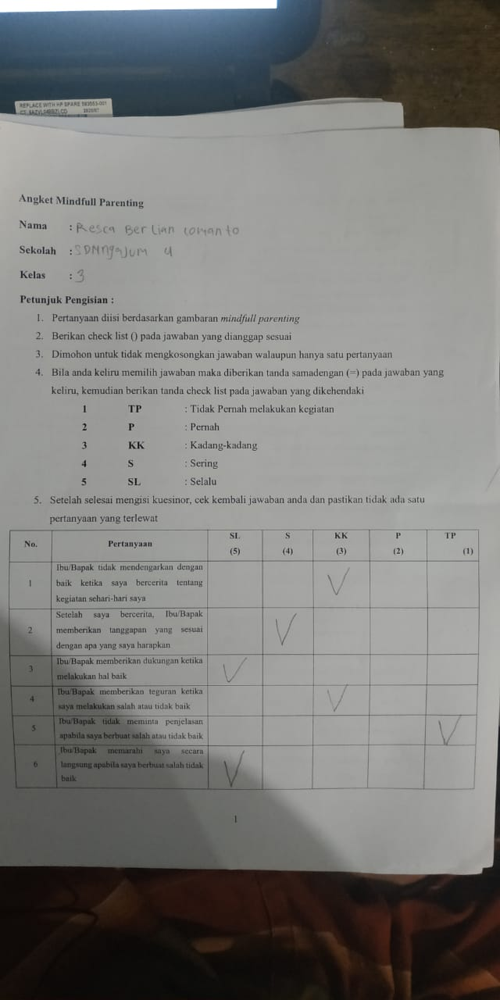 REPLACE WITH HP SPARE 593553-001
Angket Mindfull Parenting
Nama : Resca Berlian
Sekolah : SDN ngajum 4
Kelas : 3
Petunjuk Pengisian :
1. Pertanyaan diisi berdasarkan gambaran mindfull parenting
2. Berikan check list () pada jawaban yang dianggap sesuai
3. Dimohon untuk tidak mengkosongkan jawaban walaupun hanya satu pertanyaan
4. Bila anda keliru memilih jawaban maka diberikan tanda samadengan (=) pada jawaban yang
keliru, kemudian berikan tanda check list pada jawaban yang dikehendaki
1 TP : Tidak Pernah melakukan kegiatan
2 P : Pernah
3 KK : Kadang-kadang
4 S : Sering
5 SL : Selalu
5. Setelah selesai mengisi kuesinor, cek kembali jawaban anda dan pastikan tidak ada satu
pertanyaan yang terlewat
No. Pertanyaan SL S KK P TP
(5) (4) (3) (2) (1)
Ibu/Bapak tidak mendengarkan dengan
1 baik ketika saya bercerita tentang V
kegiatan sehari-hari saya
Setelah saya bercerita, Ibu/Bapak
2 memberikan tanggapan yang sesuai V
dengan apa yang saya harapkan
3 Ibu/Bapak memberikan dukungan ketika V
melakukan hal baik
4 Ibu/Bapak memberikan teguran ketika V
saya melakukan salah atau tidak baik
5 Ibu/Bapak tidak meminta penjelasan V
apabila saya berbuat salah atau tidak baik
Ibu/Bapak memarahi saya secara
6 langsung apabila saya berbuat salah tidak V
baik
1